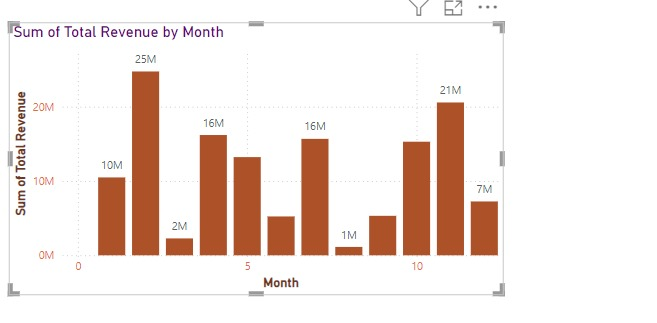 Sum of Total Revenue by Month
Sum of Total Revenue
20M
10M
0M
10M
25M
2M
16M
16M
1M
21M
7M
0
5
10
Month